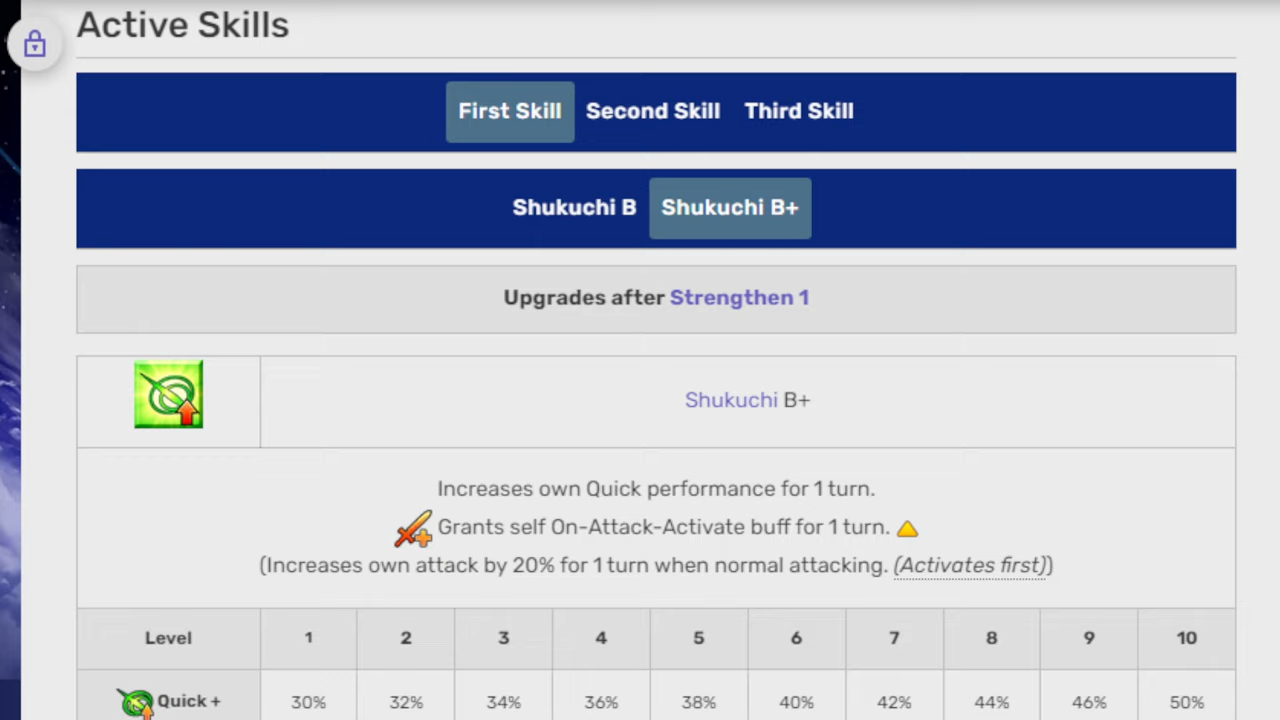 Active Skills
First Skill Second Skill Third Skill
Shukuchi B Shukuchi B+
Upgrades after Strengthen 1
Shukuchi B+
Increases own Quick performance for 1 turn.
Grants self On-Attack-Activate buff for 1 turn.
(Increases own attack by 20% for 1 turn when normal attacking. (Activates first))
Level 1 2 3 4 5 6 7 8 9 10
Quick + 30% 32% 34% 36% 38% 40% 42% 44% 46% 50%